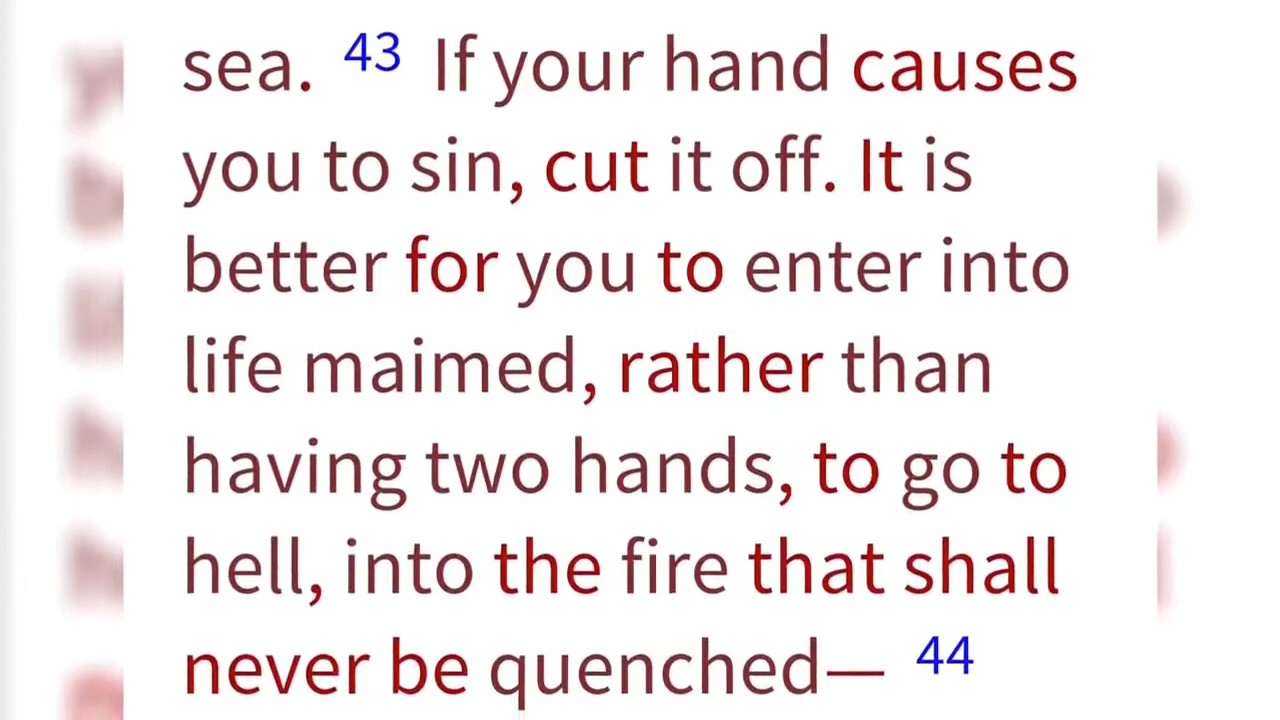 sea. 43 If your hand causes
you to sin, cut it off. It is
better for you to enter into
life maimed, rather than
having two hands, to go to
hell, into the fire that shall
never be quenched— 44